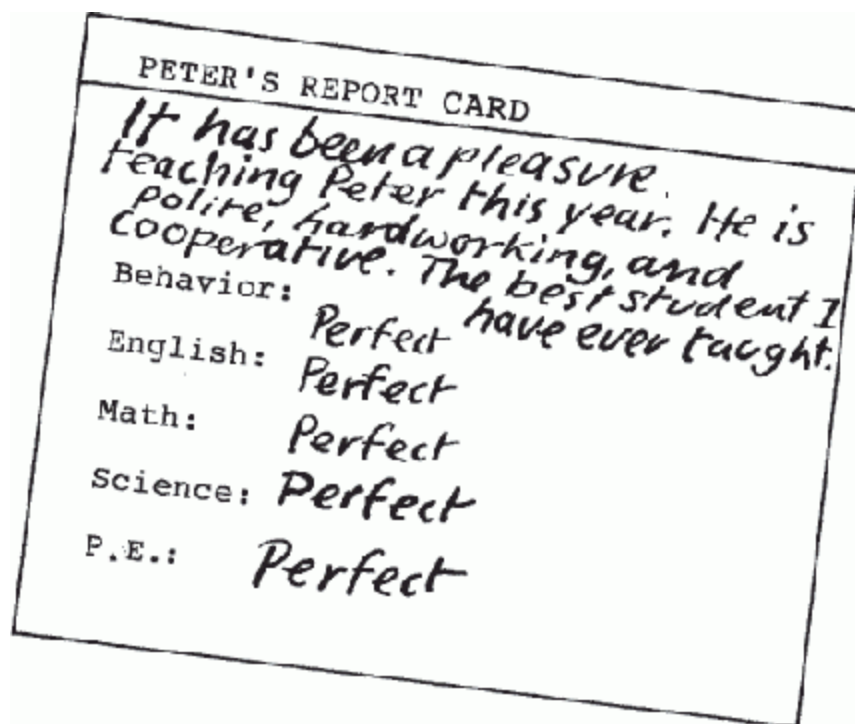 PETER'S REPORT CARD
It has been a pleasure
teaching Peter this year. He is
polite, hardworking, and
cooperative. The best student I
have ever taught.
Behavior: Perfect
English: Perfect
Math: Perfect
Science: Perfect
P.E.: Perfect